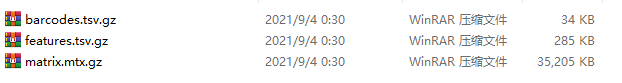 barcodes.tsv.gz 2021/9/4 0:30 WinRAR 压缩文件 34 KB
features.tsv.gz 2021/9/4 0:30 WinRAR 压缩文件 285 KB
matrix.mtx.gz 2021/9/4 0:30 WinRAR 压缩文件 35,205 KB